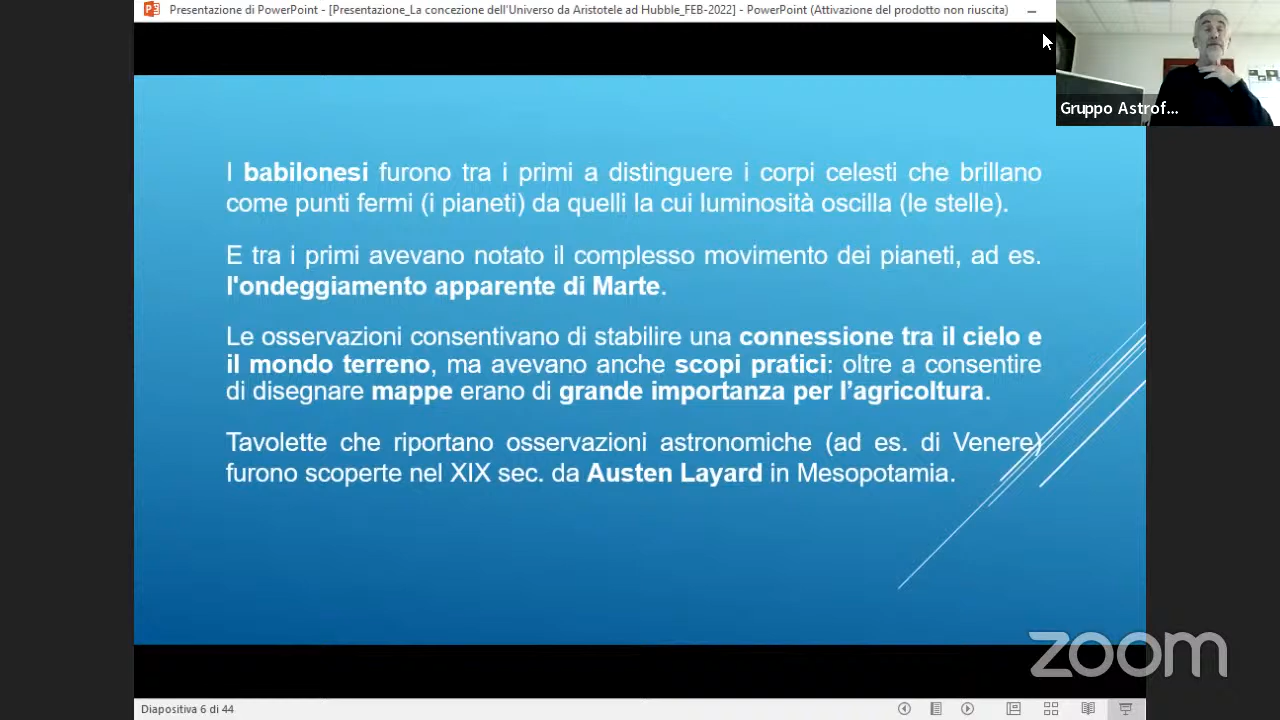 Presentazione di PowerPoint - [Presentazione_La concezione dell'Universo da Aristotele ad Hubble_FEB-2022] - PowerPoint (Attivazione del prodotto non riuscita)
Gruppo Astrof...
I babilonesi furono tra i primi a distinguere i corpi celesti che brillano
come punti fermi (i pianeti) da quelli la cui luminosità oscilla (le stelle).
E tra i primi avevano notato il complesso movimento dei pianeti, ad es.
l'ondeggiamento apparente di Marte.
Le osservazioni consentivano di stabilire una connessione tra il cielo e
il mondo terreno, ma avevano anche scopi pratici: oltre a consentire
di disegnare mappe erano di grande importanza per l’agricoltura.
Tavolette che riportano osservazioni astronomiche (ad es. di Venere)
furono scoperte nel XIX sec. da Austen Layard in Mesopotamia.
zoom
Diapositiva 6 di 44